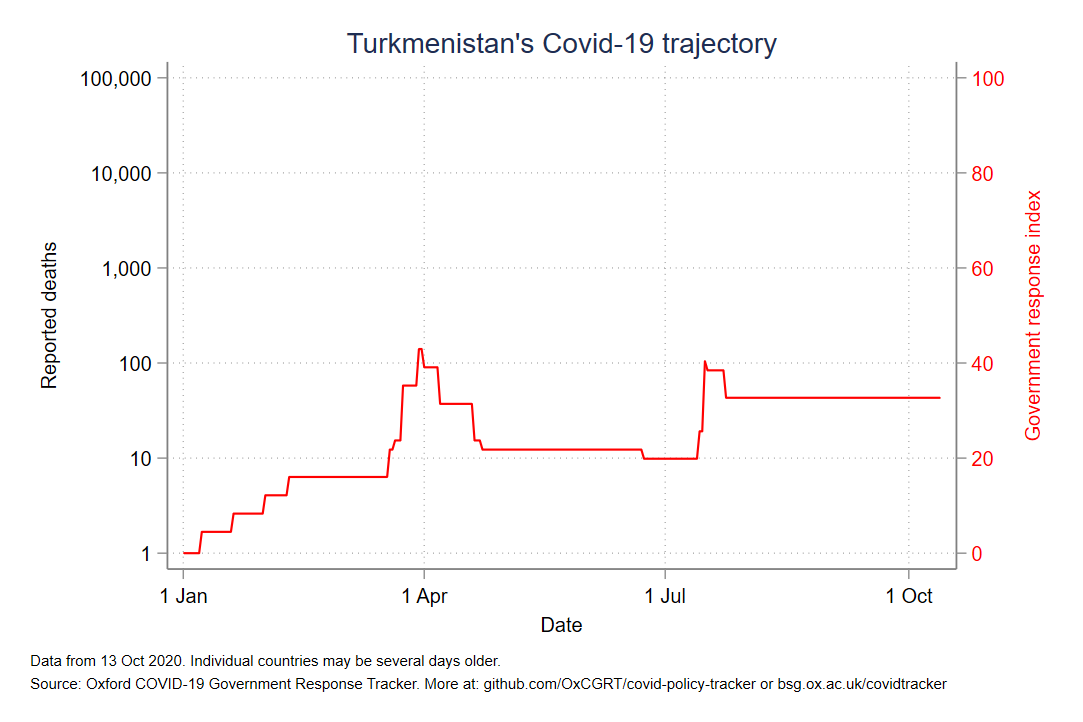 Turkmenistan's Covid-19 trajectory
100,000
10,000
1,000
100
10
1
Reported deaths
100
80
60
40
20
0
Government response index
1 Jan
1 Apr
1 Jul
1 Oct
Date
Data from 13 Oct 2020. Individual countries may be several days older.
Source: Oxford COVID-19 Government Response Tracker. More at: github.com/OxCGRT/covid-policy-tracker or bsg.ox.ac.uk/covidtracker